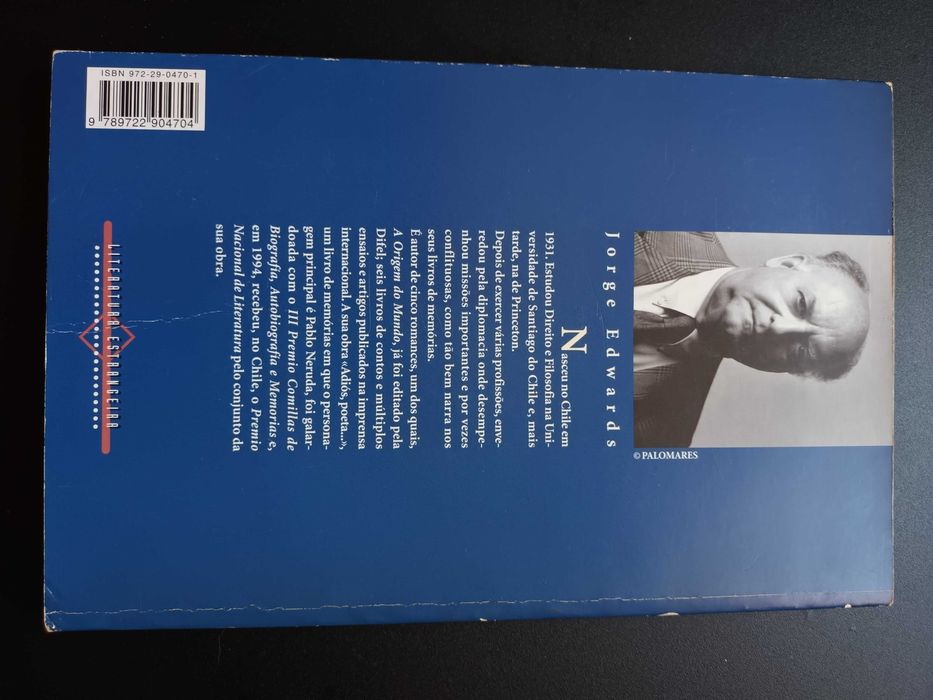 © PALOMARES
Jorge Edwards
Nasceu no Chile em
1931. Estudou Direito e Filosofia na Uni-
versidade de Santiago do Chile e, mais
tarde, na de Princeton.
Depois de exercer várias profissões, enve-
redou pela diplomacia onde desempe-
nhou missões importantes e por vezes
conflituosas, como tão bem narra nos
seus livros de memórias.
É autor de cinco romances, um dos quais,
A Origem do Mundo, já foi editado pela
Difel; seis livros de contos e múltiplos
ensaios e artigos publicados na imprensa
internacional. A sua obra «Adiós, poeta...»,
um livro de memórias em que o persona-
gem principal é Pablo Neruda, foi galar-
doada com o III Premio Comillas de
Biografia, Autobiografia e Memorias e,
em 1994, recebeu, no Chile, o Premio
Nacional de Literatura pelo conjunto da
sua obra.
LITERATURA ESTRANGEIRA
ISBN 972-29-0470-1
9 789722 904704